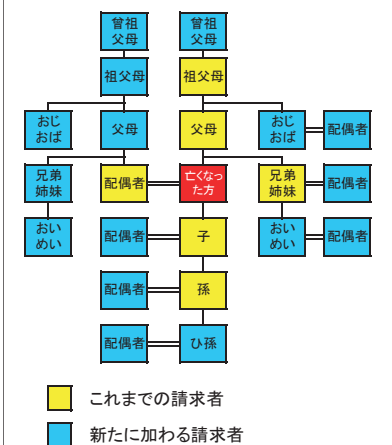 曾祖
父母
曾祖
父母
祖父母
祖父母
おじ
おば
父母
父母
おじ
おば
配偶者
兄弟
姉妹
配偶者
亡くなっ
た方
兄弟
姉妹
配偶者
おい
めい
配偶者
子
おい
めい
配偶者
配偶者
孫
配偶者
ひ孫
これまでの請求者
新たに加わる請求者